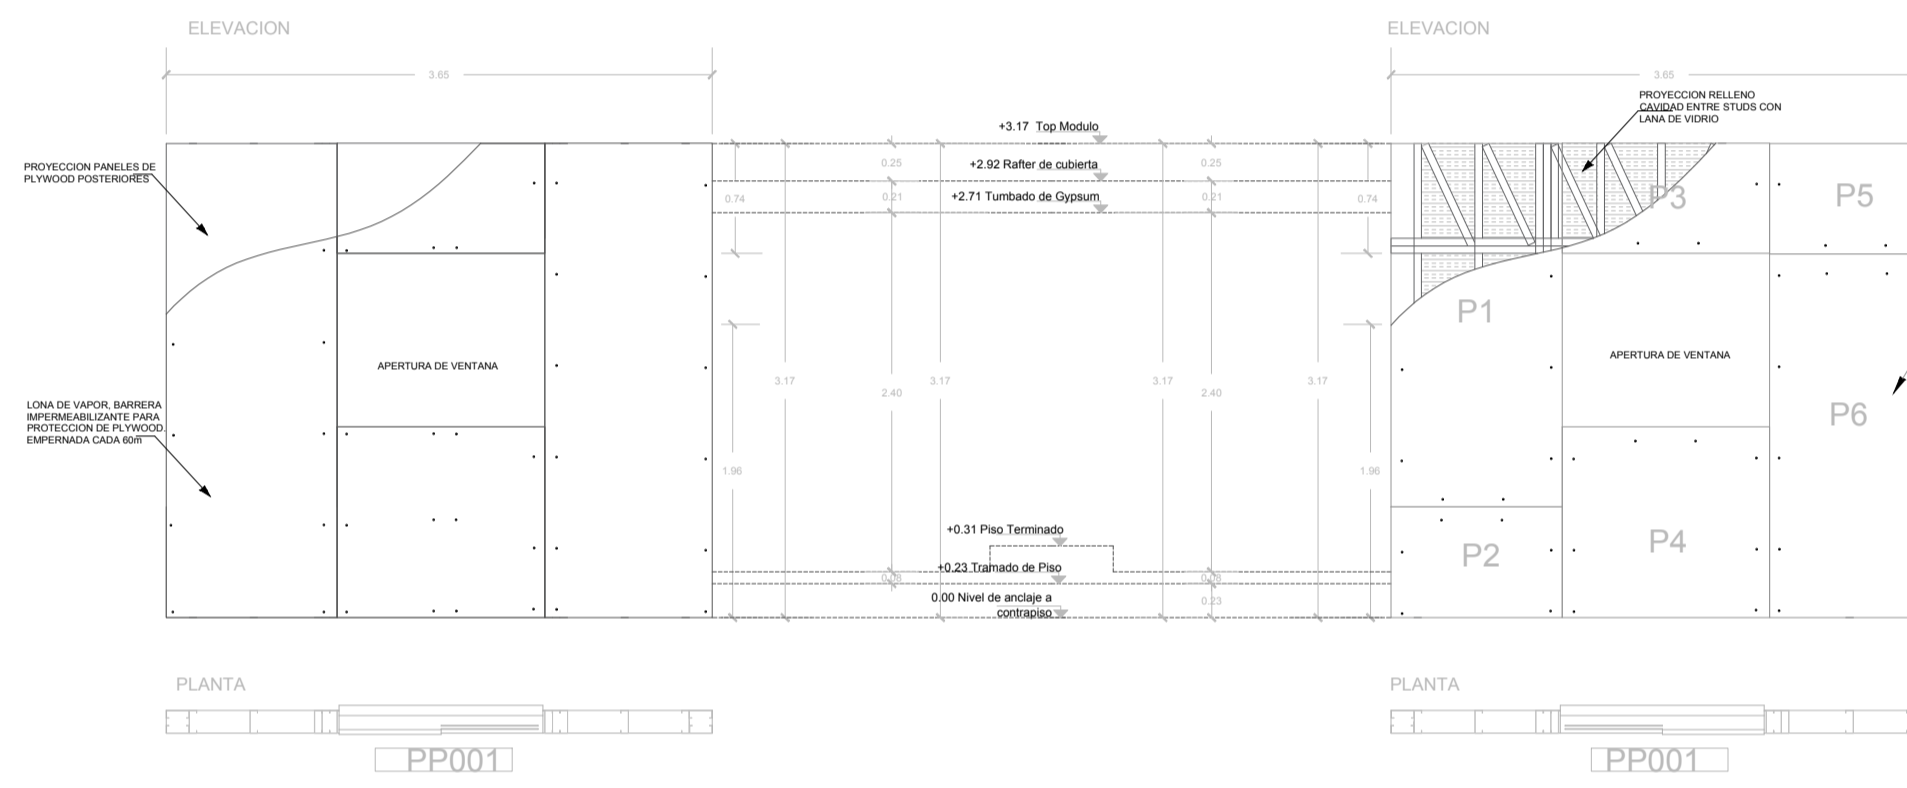 ELEVACION
ELEVACION
3.65
3.65
PROYECCION RELLENO
CAVIDAD ENTRE STUDS CON
LANA DE VIDRIO
+3.17 Top Modulo
PROYECCION PANELES DE
PLYWOOD POSTERIORES
0.25
+2.92 Rafter de cubierta
0.25
0.74
0.21
+2.71 Tumbado de Gypsum
0.21
0.74
P3
P5
P1
APERTURA DE VENTANA
APERTURA DE VENTANA
3.17
2.40
3.17
3.17
2.40
3.17
LONA DE VAPOR, BARRERA
IMPERMEABILIZANTE PARA
PROTECCION DE PLYWOOD.
EMPERNADA CADA 60m
P6
1.96
1.96
+0.31 Piso Terminado
P2
P4
+0.23 Tramado de Piso
0.08
0.08
0.00 Nivel de anclaje a
contrapiso
0.23
PLANTA
PLANTA
PP001
PP001